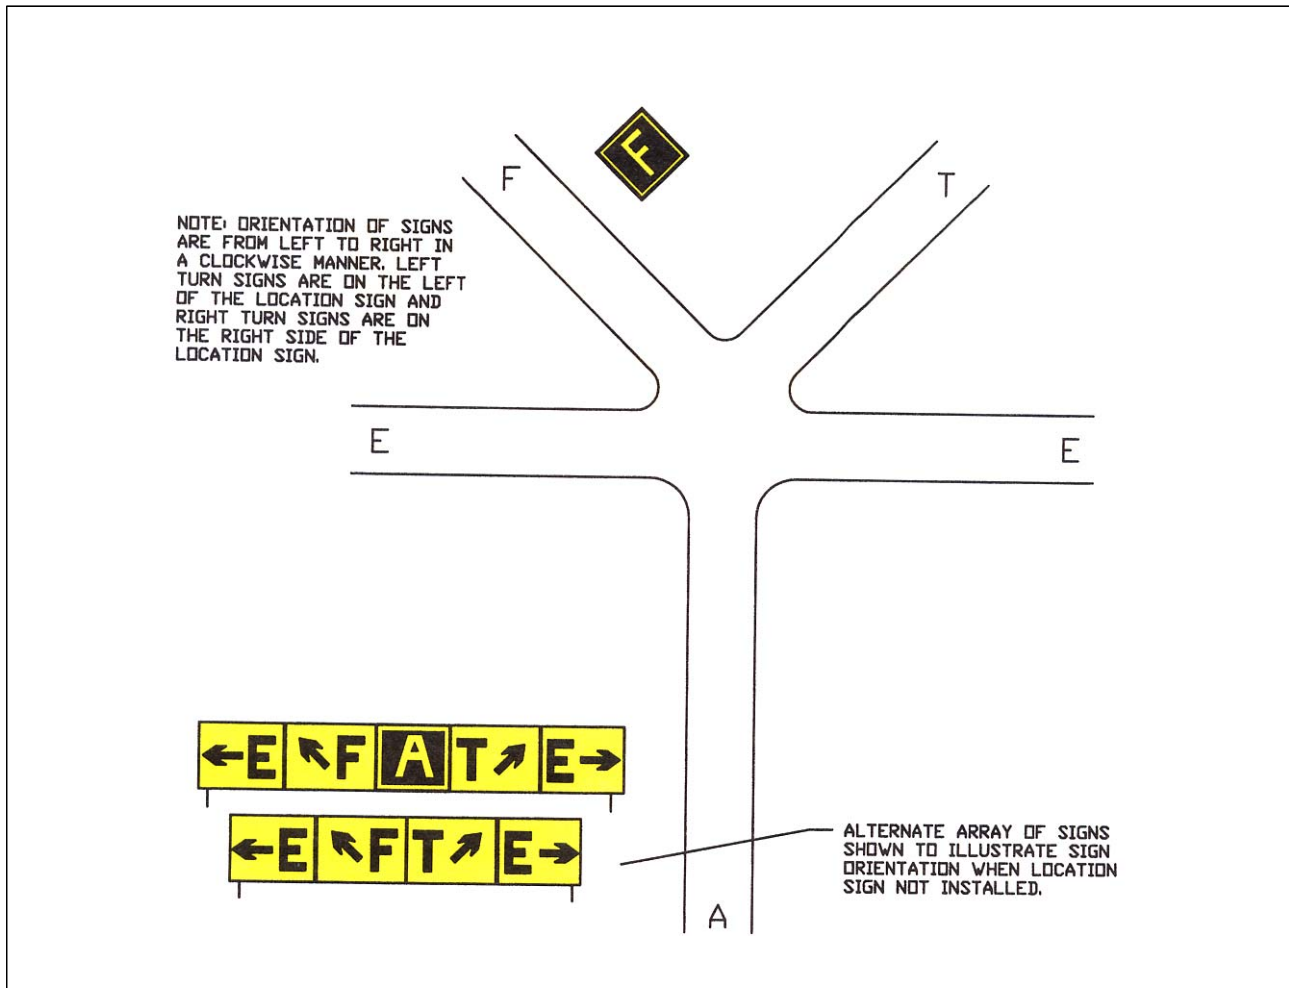 F
F
T
NOTE: ORIENTATION OF SIGNS
ARE FROM LEFT TO RIGHT IN
A CLOCKWISE MANNER. LEFT
TURN SIGNS ARE ON THE LEFT
OF THE LOCATION SIGN AND
RIGHT TURN SIGNS ARE ON
THE RIGHT SIDE OF THE
LOCATION SIGN.
E
E
←E ↖F A T↗ E→
←E ↖F T↗ E→
ALTERNATE ARRAY OF SIGNS
SHOWN TO ILLUSTRATE SIGN
ORIENTATION WHEN LOCATION
SIGN NOT INSTALLED.
A